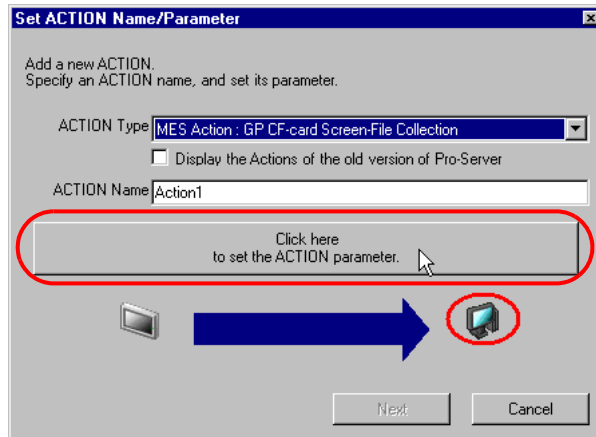 Set ACTION Name/Parameter
Add a new ACTION.
Specify an ACTION name, and set its parameter.
ACTION Type MES Action : GP CF-card Screen-File Collection
Display the Actions of the old version of Pro-Server
ACTION Name Action1
Click here
to set the ACTION parameter.
Next Cancel